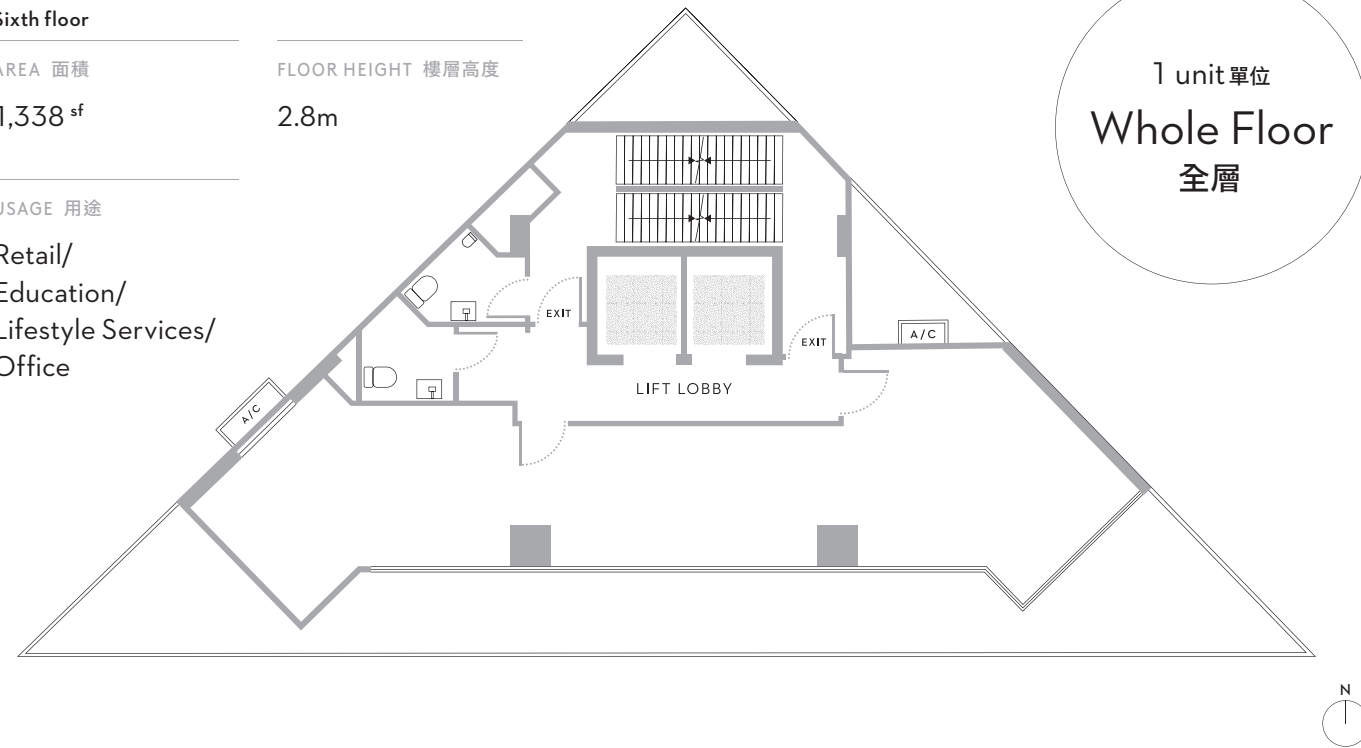 Sixth floor
AREA 面積
1,338 sf
FLOOR HEIGHT 樓層高度
2.8m
USAGE 用途
Retail/
Education/
Lifestyle Services/
Office
1 unit 單位
Whole Floor
全層
EXIT
EXIT
A/C
LIFT LOBBY
A/C
N